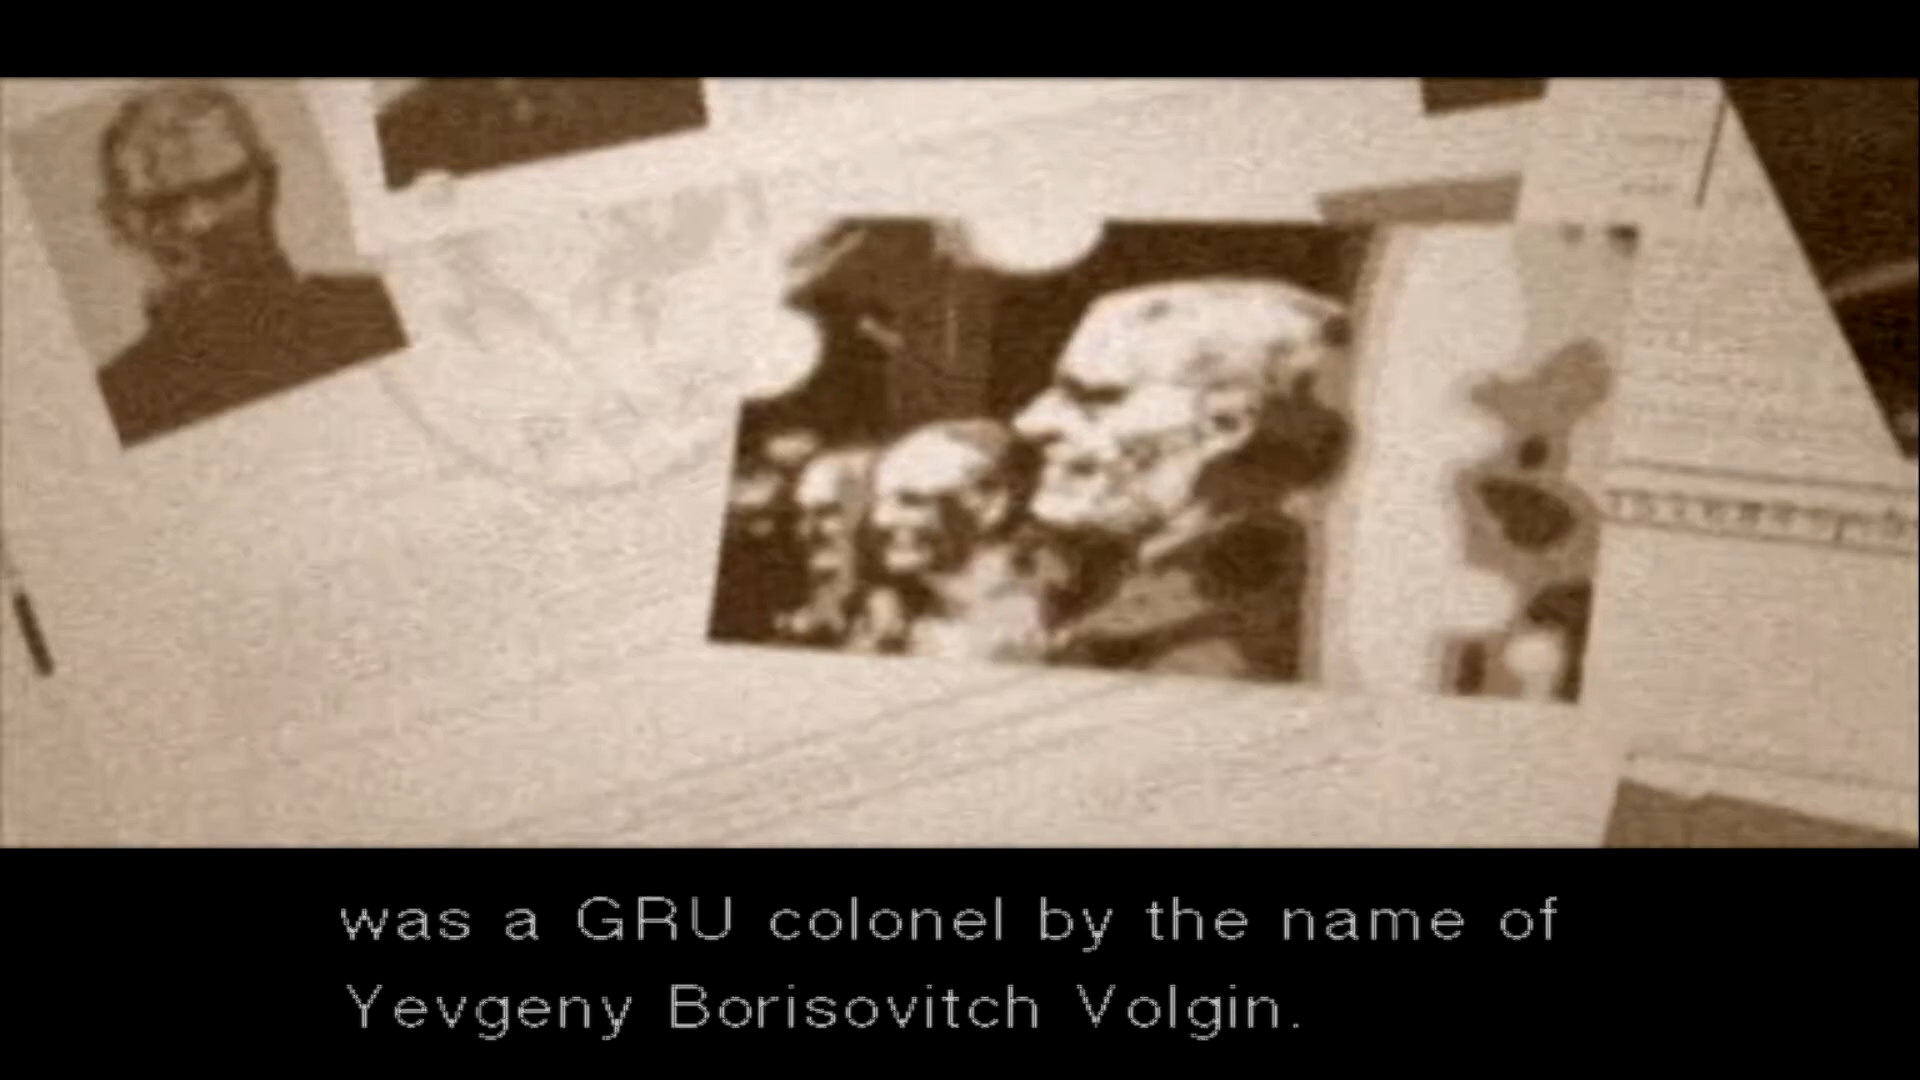 was a GRU colonel by the name of
Yevgeny Borisovitch Volgin.